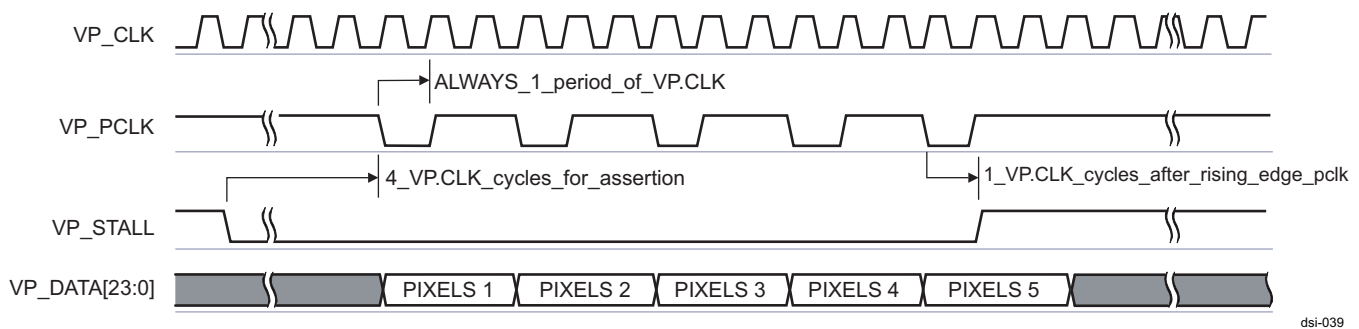 VP_CLK
ALWAYS_1_period_of_VP.CLK
VP_PCLK
4_VP.CLK_cycles_for_assertion
1_VP.CLK_cycles_after_rising_edge_pclk
VP_STALL
VP_DATA[23:0] PIXELS 1 PIXELS 2 PIXELS 3 PIXELS 4 PIXELS 5
dsi-039